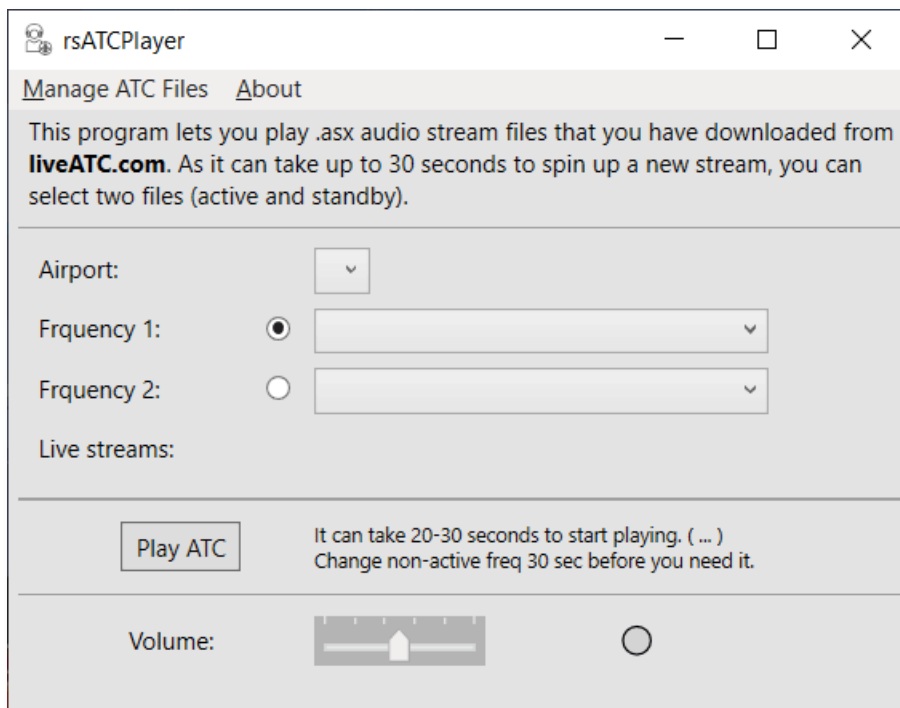 rsATCPlayer
Manage ATC Files About
This program lets you play .asx audio stream files that you have downloaded from
liveATC.com. As it can take up to 30 seconds to spin up a new stream, you can
select two files (active and standby).
Airport:
Frquency 1:
Frquency 2:
Live streams:
Play ATC
It can take 20-30 seconds to start playing. ( ... )
Change non-active freq 30 sec before you need it.
Volume: